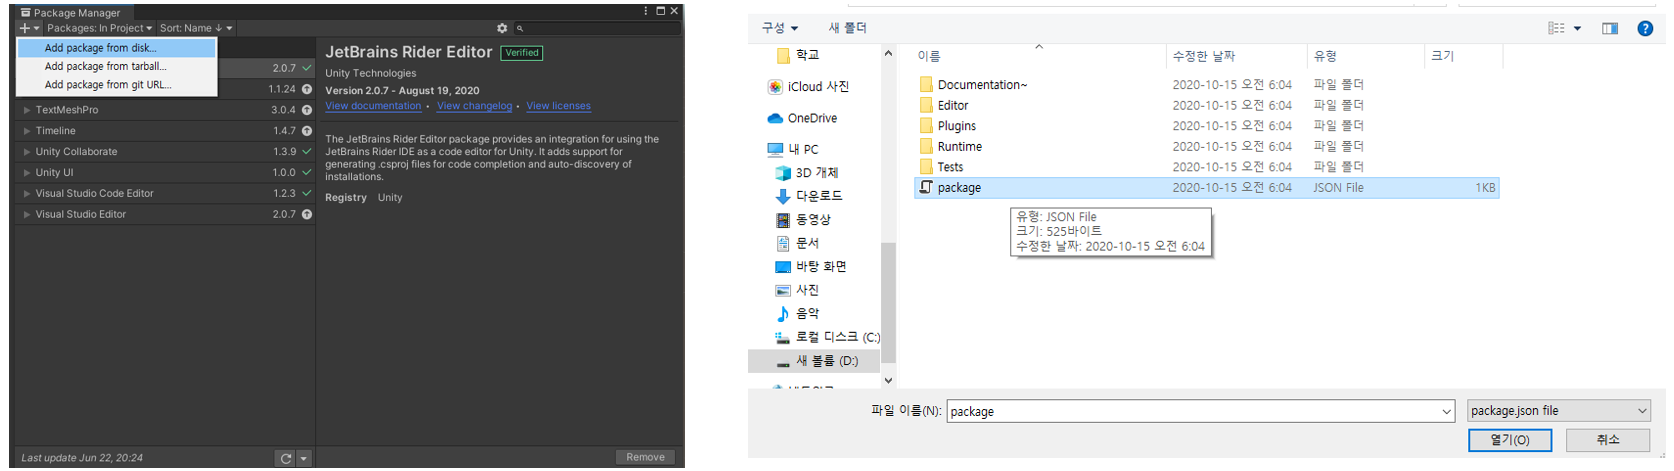 Package Manager
Packages: In Project
Sort: Name ↓
Add package from disk...
Add package from tarball...
Add package from git URL...
2.0.7
1.1.24
TextMeshPro 3.0.4
Timeline 1.4.7
Unity Collaborate 1.3.9
Unity UI 1.0.0
Visual Studio Code Editor 1.2.3
Visual Studio Editor 2.0.7
Last update Jun 22, 20:24
JetBrains Rider Editor Verified
Unity Technologies
Version 2.0.7 - August 19, 2020
View documentation • View changelog • View licenses
The JetBrains Rider Editor package provides an integration for using the
JetBrains Rider IDE as a code editor for Unity. It adds support for
generating .csproj files for code completion and auto-discovery of
installations.
Registry Unity
Remove
구성 새 폴더
학교
iCloud 사진
OneDrive
내 PC
3D 개체
다운로드
동영상
문서
바탕 화면
사진
음악
로컬 디스크 (C:)
새 볼륨 (D:)
이름 수정한 날짜 유형 크기
Documentation~ 2020-10-15 오전 6:04 파일 폴더
Editor 2020-10-15 오전 6:04 파일 폴더
Plugins 2020-10-15 오전 6:04 파일 폴더
Runtime 2020-10-15 오전 6:04 파일 폴더
Tests 2020-10-15 오전 6:04 파일 폴더
package 2020-10-15 오전 6:04 JSON File 1KB
유형: JSON File
크기: 525바이트
수정한 날짜: 2020-10-15 오전 6:04
파일 이름(N): package package.json file
열기(O) 취소